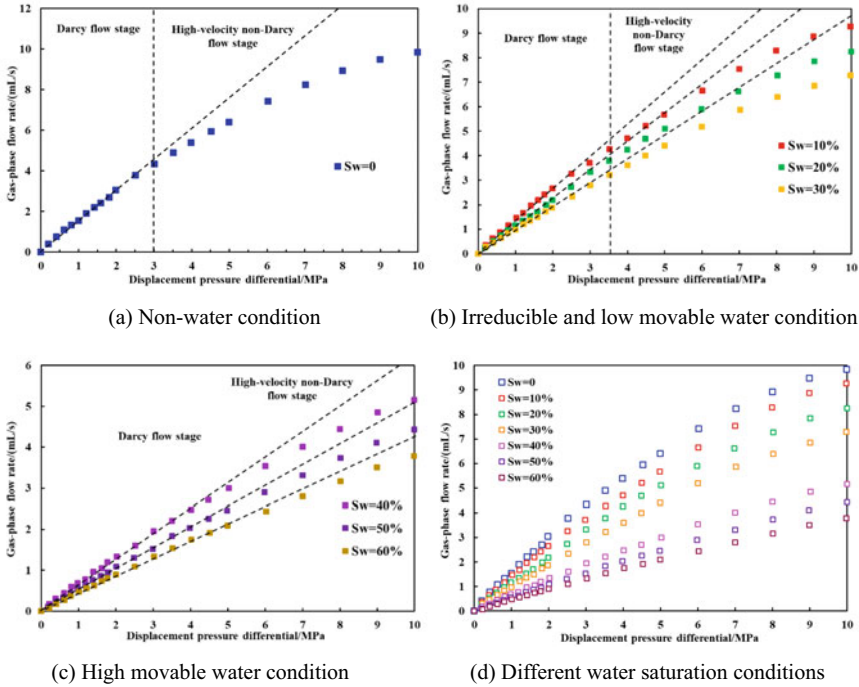 12
10
8
6
4
2
0
Gas-phase flow rate/(mL/s)
Darcy flow stage
High-velocity non-Darcy
flow stage
Sw=0
0 1 2 3 4 5 6 7 8 9 10
Displacement pressure differential/MPa
(a) Non-water condition
10
9
8
7
6
5
4
3
2
1
0
Gas-phase flow rate/(mL/s)
Darcy flow stage
High-velocity
non-Darcy
flow stage
Sw=10%
Sw=20%
Sw=30%
0 1 2 3 4 5 6 7 8 9 10
Displacement pressure differential/MPa
(b) Irreducible and low movable water condition
6
5
4
3
2
1
0
Gas-phase flow rate/(mL/s)
Darcy flow stage
High-velocity non-Darcy
flow stage
Sw=40%
Sw=50%
Sw=60%
0 1 2 3 4 5 6 7 8 9 10
Displacement pressure differential/MPa
(c) High movable water condition
10
9
8
7
6
5
4
3
2
1
0
Gas-phase flow rate/(mL/s)
Sw=0
Sw=10%
Sw=20%
Sw=30%
Sw=40%
Sw=50%
Sw=60%
0 1 2 3 4 5 6 7 8 9 10
Displacement pressure differential/MPa
(d) Different water saturation conditions